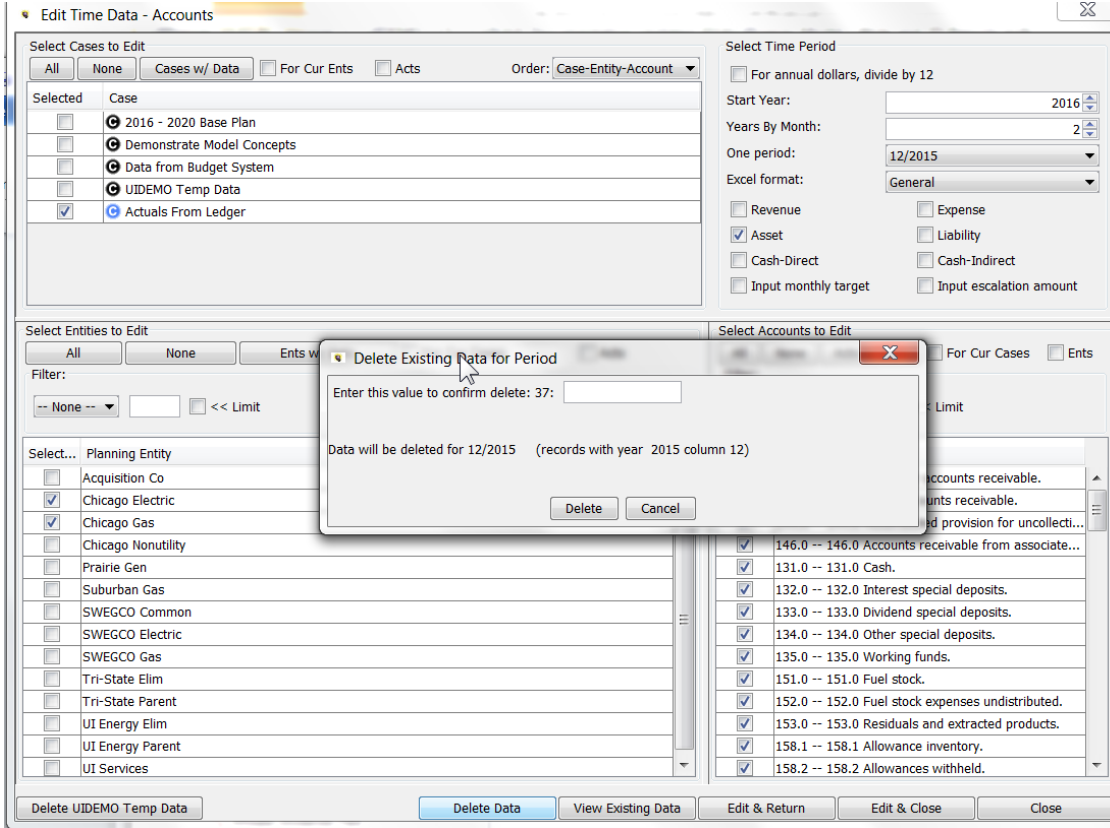 Edit Time Data - Accounts
Select Cases to Edit
All None Cases w/ Data For Cur Ents Acts Order: Case-Entity-Account
Selected Case
2016 - 2020 Base Plan
Demonstrate Model Concepts
Data from Budget System
UIDEMO Temp Data
Actuals From Ledger
Select Time Period
For annual dollars, divide by 12
Start Year: 2016
Years By Month: 2
One period: 12/2015
Excel format: General
Revenue Expense
Asset Liability
Cash-Direct Cash-Indirect
Input monthly target Input escalation amount
Select Entities to Edit
All None Ents w
Filter:
-- None -- << Limit
Select... Planning Entity
Acquisition Co
Chicago Electric
Chicago Gas
Chicago Nonutility
Prairie Gen
Suburban Gas
SWEGCO Common
SWEGCO Electric
SWEGCO Gas
Tri-State Elim
Tri-State Parent
UI Energy Elim
UI Energy Parent
UI Services
Delete Existing Data for Period
Enter this value to confirm delete: 37:
Data will be deleted for 12/2015 (records with year 2015 column 12)
Delete Cancel
Select Accounts to Edit
For Cur Cases Ents
Limit
accounts receivable.
unts receivable.
ed provision for uncollecti...
146.0 -- 146.0 Accounts receivable from associate...
131.0 -- 131.0 Cash.
132.0 -- 132.0 Interest special deposits.
133.0 -- 133.0 Dividend special deposits.
134.0 -- 134.0 Other special deposits.
135.0 -- 135.0 Working funds.
151.0 -- 151.0 Fuel stock.
152.0 -- 152.0 Fuel stock expenses undistributed.
153.0 -- 153.0 Residuals and extracted products.
158.1 -- 158.1 Allowance inventory.
158.2 -- 158.2 Allowances withheld.
Delete UIDEMO Temp Data Delete Data View Existing Data Edit & Return Edit & Close Close